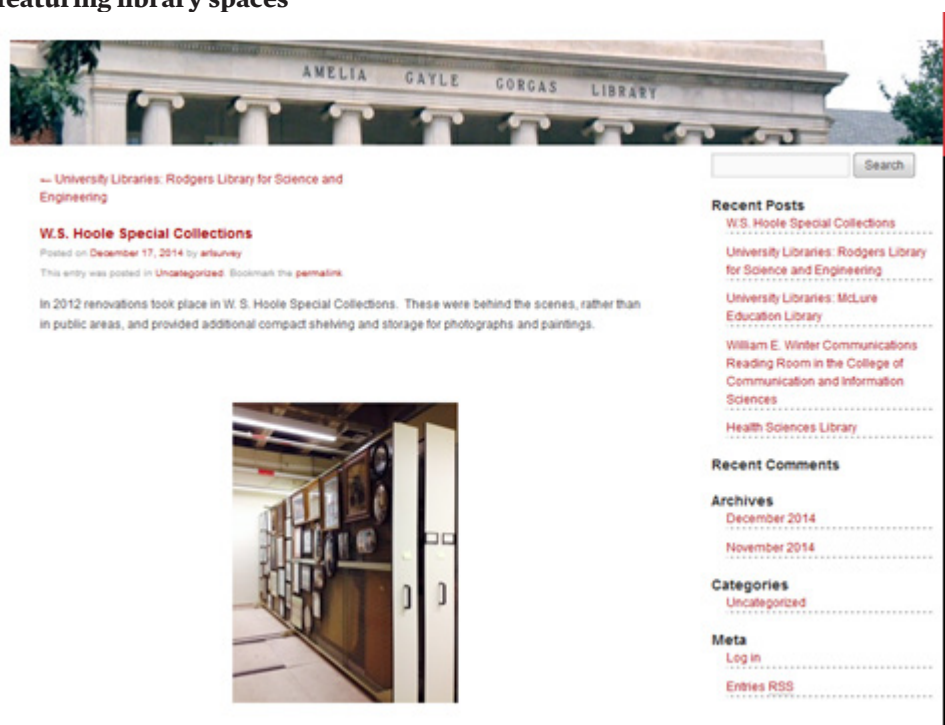 featuring library spaces
AMELIA GAYLE GORGAS LIBRARY
← University Libraries: Rodgers Library for Science and
Engineering
W.S. Hoole Special Collections
Posted on December 17, 2014 by arlsurvey
This entry was posted in Uncategorized. Bookmark the permalink.
In 2012 renovations took place in W. S. Hoole Special Collections. These were behind the scenes, rather than
in public areas, and provided additional compact shelving and storage for photographs and paintings.
Search
Recent Posts
W.S. Hoole Special Collections
University Libraries: Rodgers Library
for Science and Engineering
University Libraries: McLure
Education Library
William E. Winter Communications
Reading Room in the College of
Communication and Information
Sciences
Health Sciences Library
Recent Comments
Archives
December 2014
November 2014
Categories
Uncategorized
Meta
Log in
Entries RSS